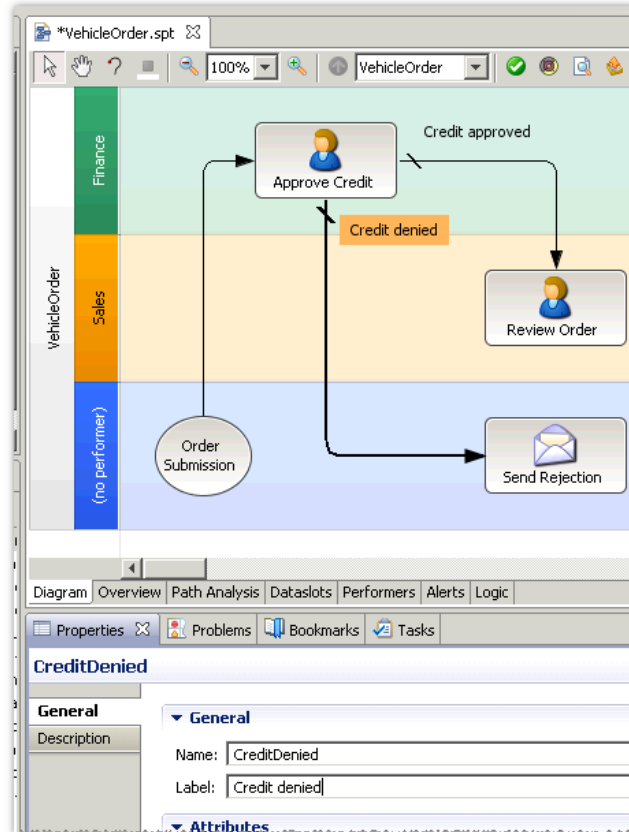 *VehicleOrder.spt
100%
VehicleOrder
VehicleOrder
Finance
Approve Credit
Credit approved
Credit denied
Sales
Review Order
(no performer)
Order
Submission
Send Rejection
Diagram Overview Path Analysis Dataslots Performers Alerts Logic
Properties Problems Bookmarks Tasks
CreditDenied
General
Description
General
Name: CreditDenied
Label: Credit denied
Attributes